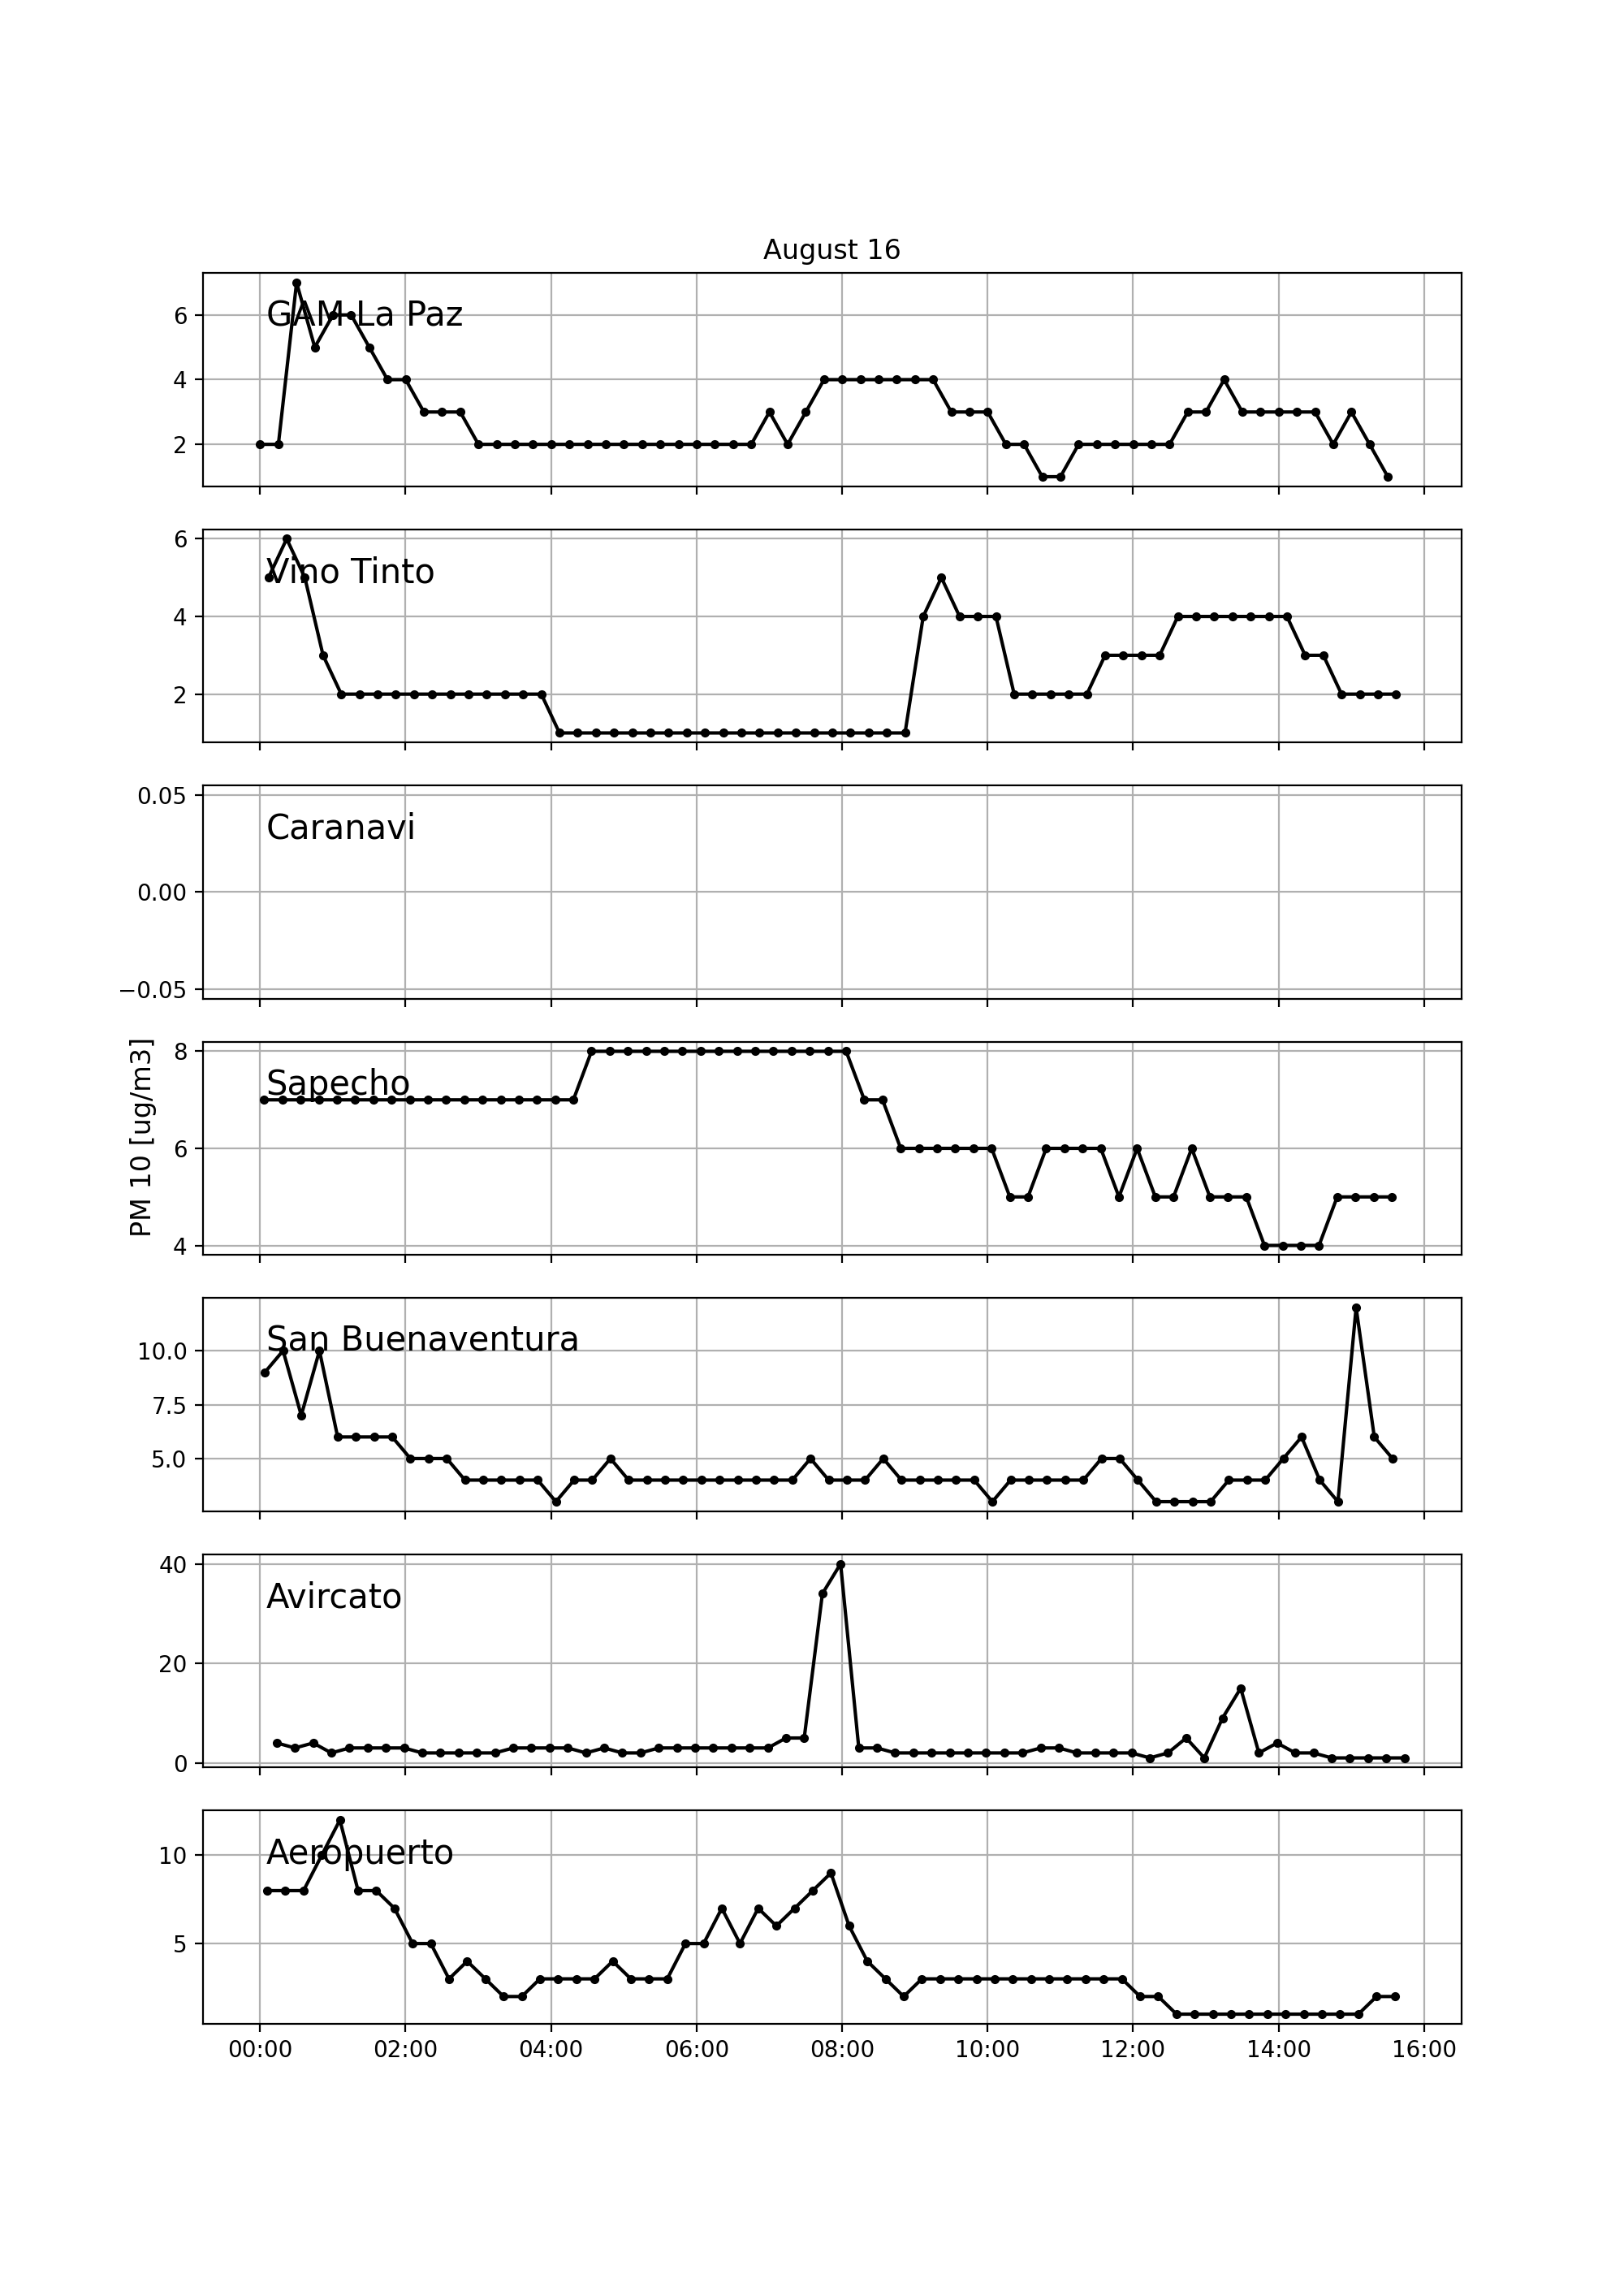 August 16
GAM La Paz
6
4
2
Vino Tinto
6
4
2
Caranavi
0.05
0.00
−0.05
PM 10 [ug/m3]
Sapecho
8
6
4
San Buenaventura
10.0
7.5
5.0
Avircato
40
20
0
Aeropuerto
10
5
00:00 02:00 04:00 06:00 08:00 10:00 12:00 14:00 16:00